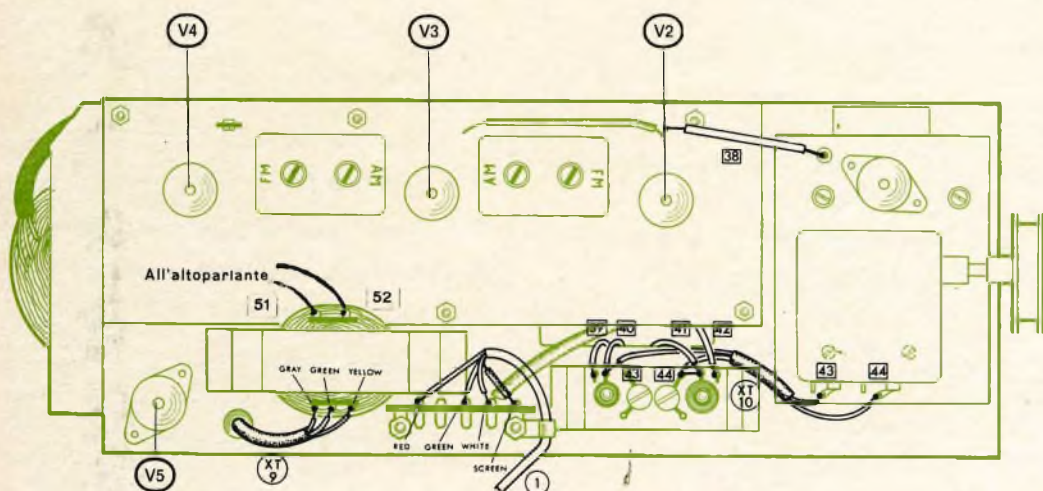 V4 V3 V2
38
FM AM AM FM
All'altoparlante
51 52
39 40 41 42
GRAY GREEN YELLOW
43 44 XT 10 43 44
RED GREEN WHITE
SCREEN
V5 XT 9 1